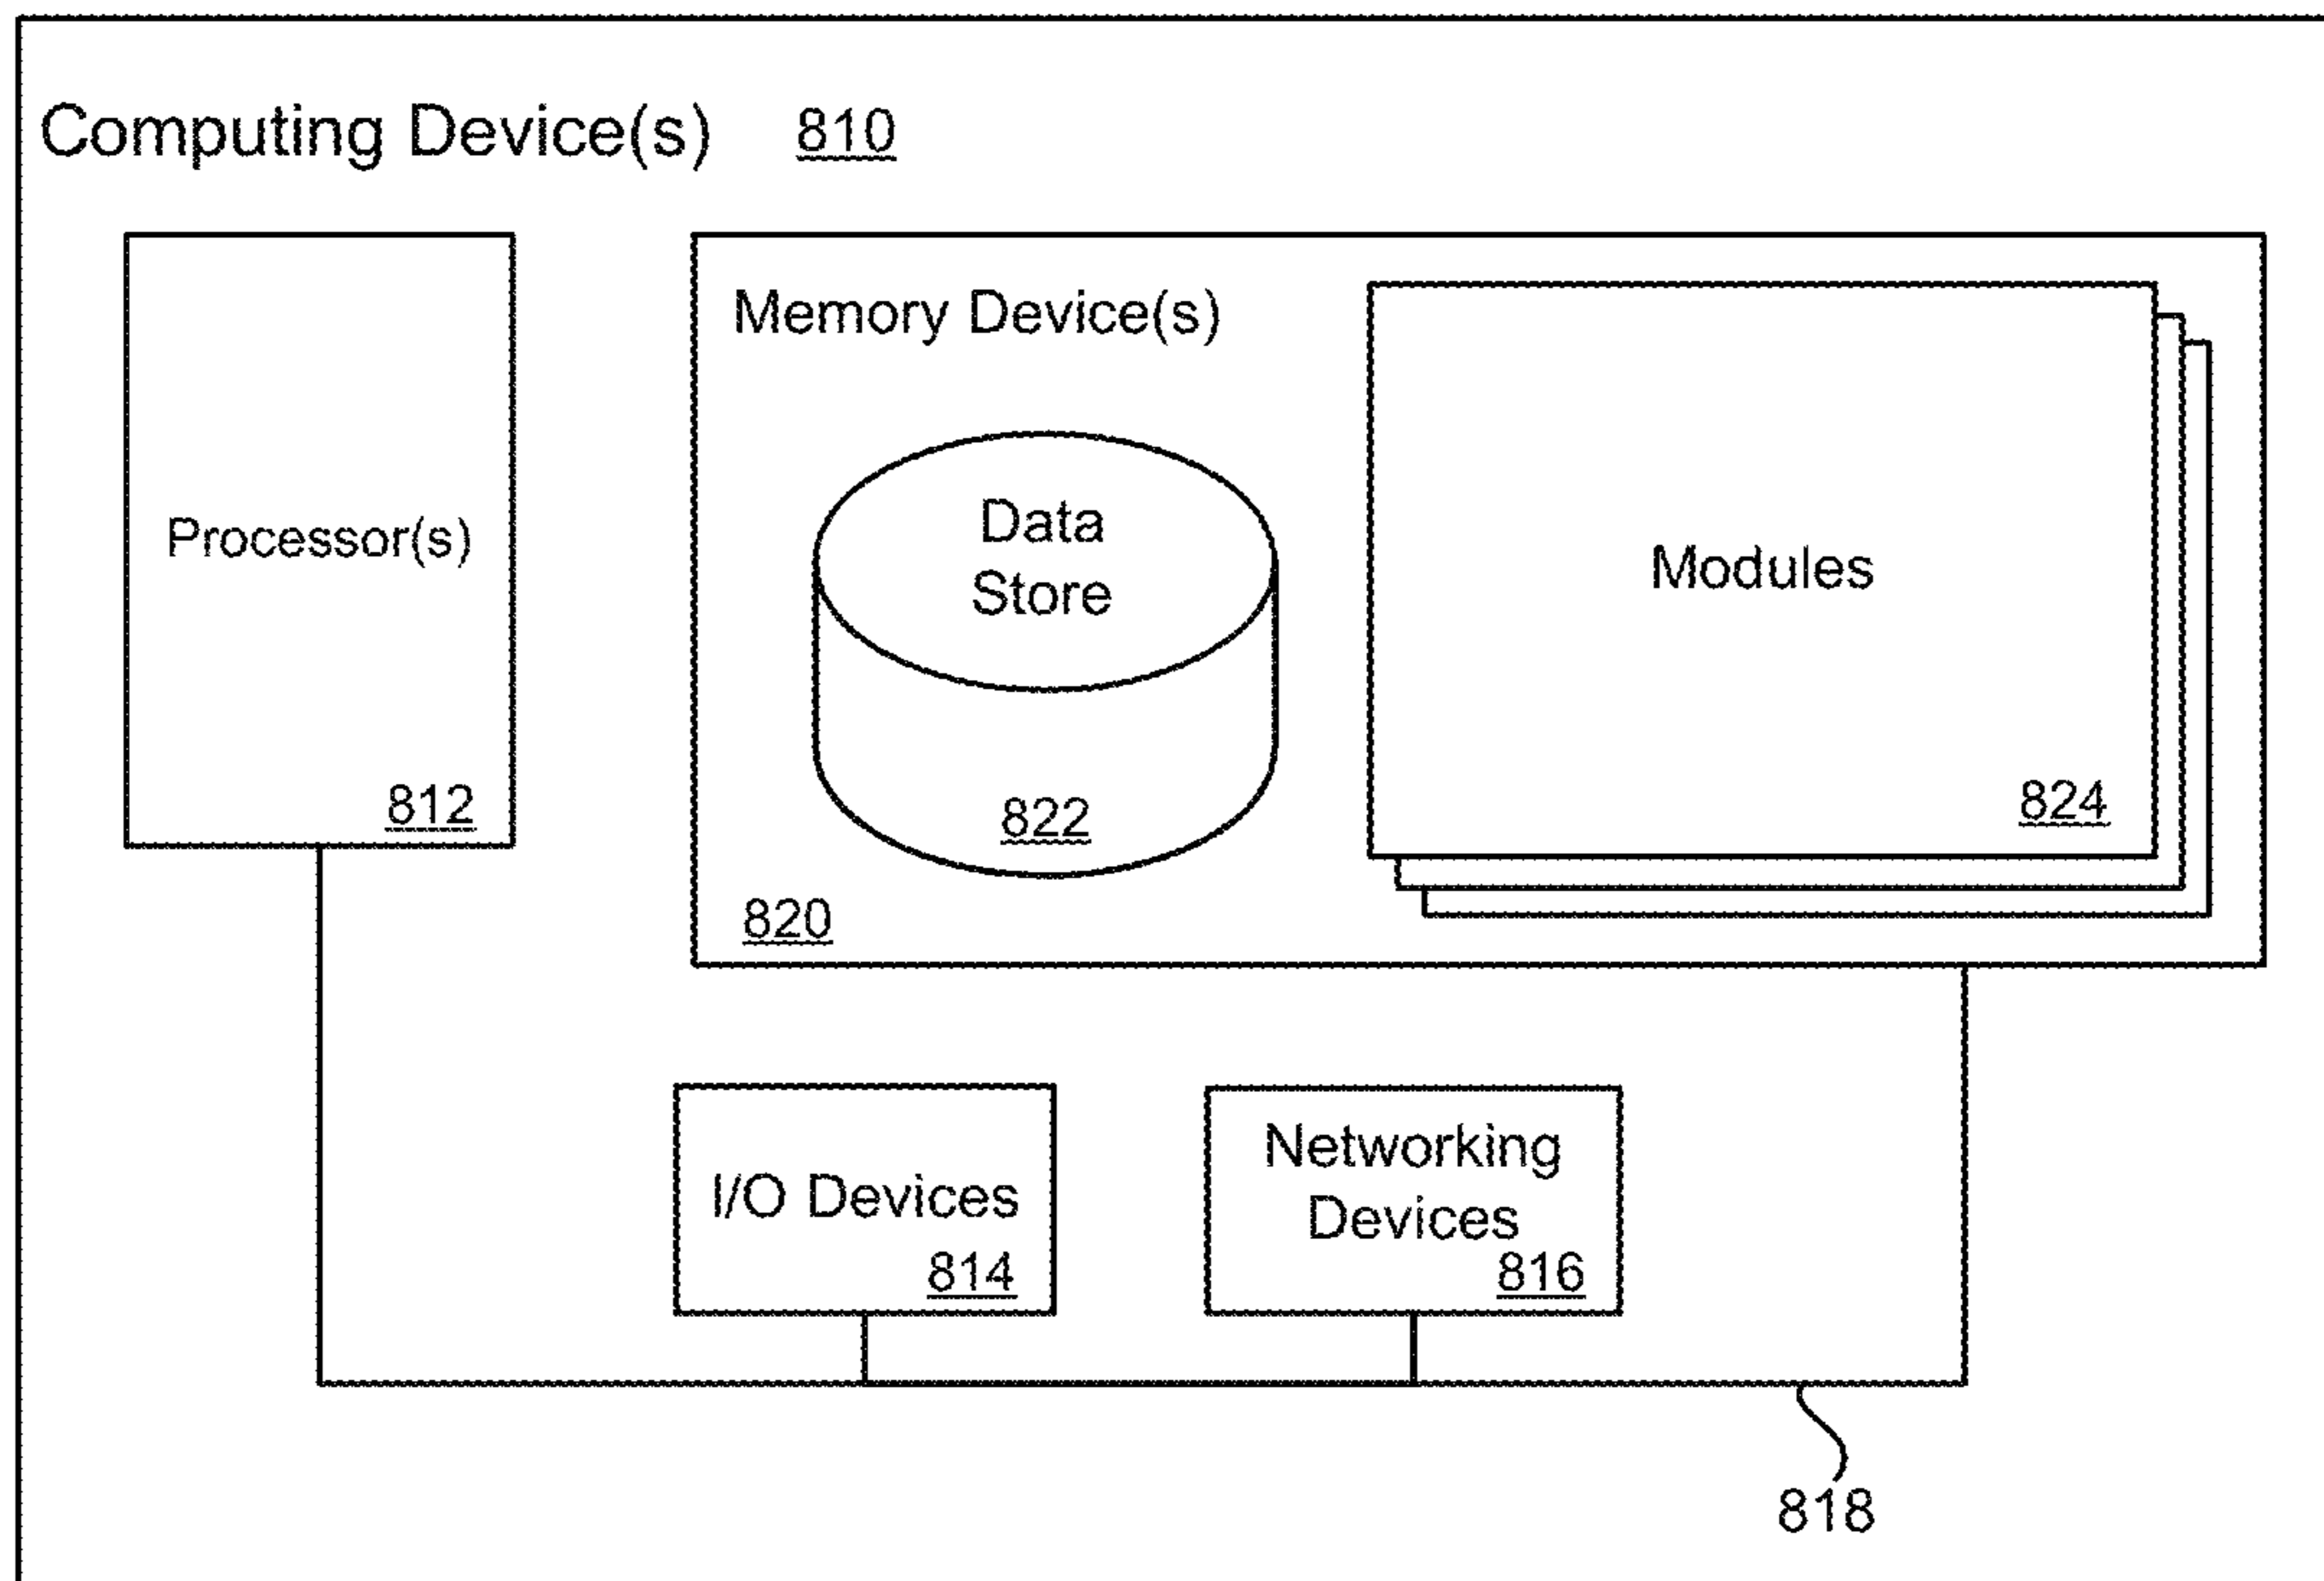 Computing Device(s) 810
Processor(s)
812
Memory Device(s)
Data
Store
822
820
Modules
824
I/O Devices
814
Networking
Devices
816
818